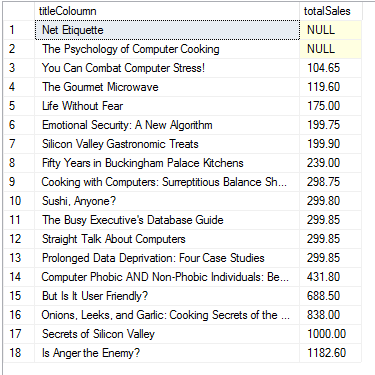 titleColoumn totalSales
1 Net Etiquette NULL
2 The Psychology of Computer Cooking NULL
3 You Can Combat Computer Stress! 104.65
4 The Gourmet Microwave 119.60
5 Life Without Fear 175.00
6 Emotional Security: A New Algorithm 199.75
7 Silicon Valley Gastronomic Treats 199.90
8 Fifty Years in Buckingham Palace Kitchens 239.00
9 Cooking with Computers: Surreptitious Balance Sh... 298.75
10 Sushi, Anyone? 299.80
11 The Busy Executive's Database Guide 299.85
12 Straight Talk About Computers 299.85
13 Prolonged Data Deprivation: Four Case Studies 299.85
14 Computer Phobic AND Non-Phobic Individuals: Be... 431.80
15 But Is It User Friendly? 688.50
16 Onions, Leeks, and Garlic: Cooking Secrets of the ... 838.00
17 Secrets of Silicon Valley 1000.00
18 Is Anger the Enemy? 1182.60